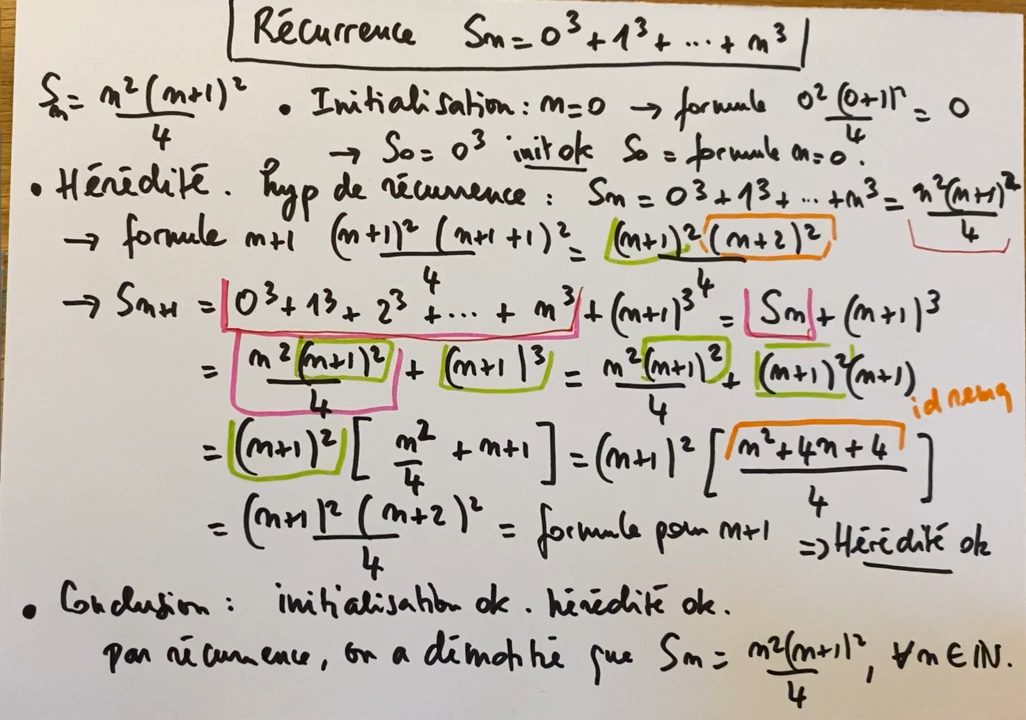 Récurrence Sn = 0³ + 1³ + ... + n³
Sn = n²(n+1)²/4 • Initialisation : n=0 → formule 0²(0+1)²/4 = 0
→ S0 = 0³ init ok S0 = formule n=0.
• Hérédité. hyp de récurrence : Sn = 0³ + 1³ + ... + n³ = n²(n+1)²/4
→ formule n+1 (n+1)²(n+1+1)²/4 = (n+1)²(n+2)²/4
→ Sn+1 = 0³ + 1³ + 2³ + ... + n³ + (n+1)³ = Sn + (n+1)³
= n²(n+1)²/4 + (n+1)³ = n²(n+1)²/4 + (n+1)²(n+1)
id remq
= (n+1)² [n²/4 + n+1] = (n+1)² [(n²+4n+4)/4]
= (n+1)²(n+2)²/4 = formule pour n+1 => Hérédité ok
• Conclusion : initialisation ok. hérédité ok.
par récurrence, on a démontré que Sn = n²(n+1)²/4, ∀n∈ℕ.